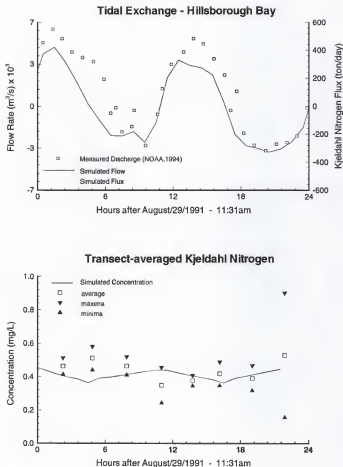 Tidal Exchange - Hillsborough Bay
Flow Rate (m³/s) x 10³
7
3
0
-3
-7
600
400
200
0
-200
-400
-600
Kjeldahl Nitrogen Flux (ton/day)
Measured Discharge (NOAA,1994)
Simulated Flow
Simulated Flux
0 6 12 18 24
Hours after August/29/1991 - 11:31am
Transect-averaged Kjeldahl Nitrogen
Concentration (mg/L)
1.0
0.8
0.6
0.4
0.2
0.0
Simulated Concentration
average
maxima
minima
0 6 12 18 24
Hours after August/29/1991 - 11:31am